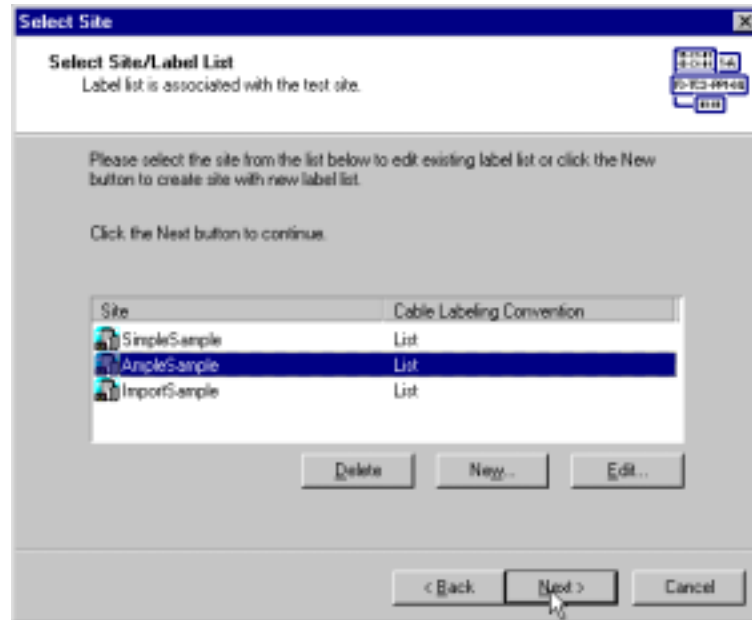 Select Site
Select Site/Label List
Label list is associated with the test site.
Please select the site from the list below to edit existing label list or click the New
button to create site with new label list.
Click the Next button to continue.
Site Cable Labeling Convention
SimpleSample List
AmpleSample List
ImportSample List
Delete New... Edit...
< Back Next > Cancel